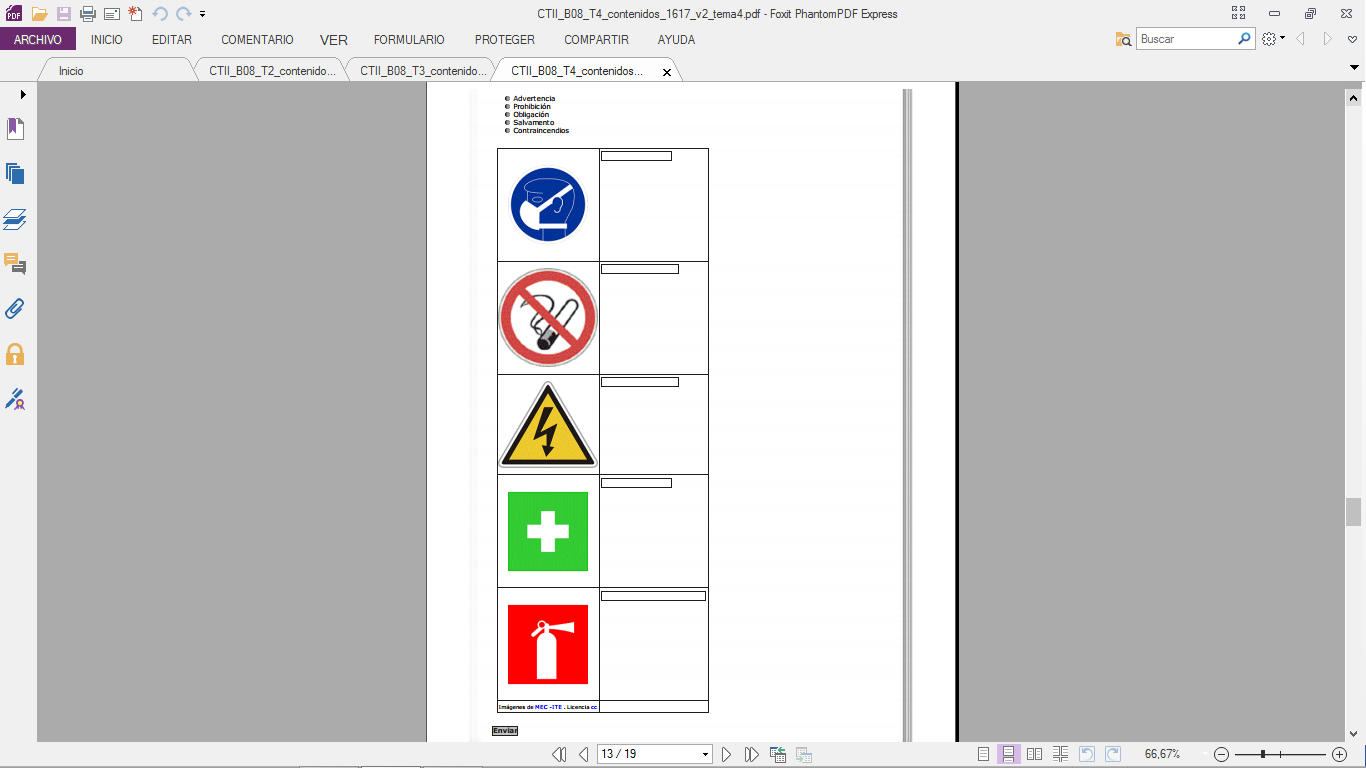 CTII_B08_T4_contenidos_1617_v2_tema4.pdf - Foxit PhantomPDF Express
ARCHIVO INICIO EDITAR COMENTARIO VER FORMULARIO PROTEGER COMPARTIR AYUDA Buscar
Inicio CTII_B08_T2_contenido... CTII_B08_T3_contenido... CTII_B08_T4_contenidos...
Advertencia
Prohibición
Obligación
Salvamento
Contraincendios
Imágenes de MEC -ITE . Licencia cc
Enviar
13 / 19 66,67%